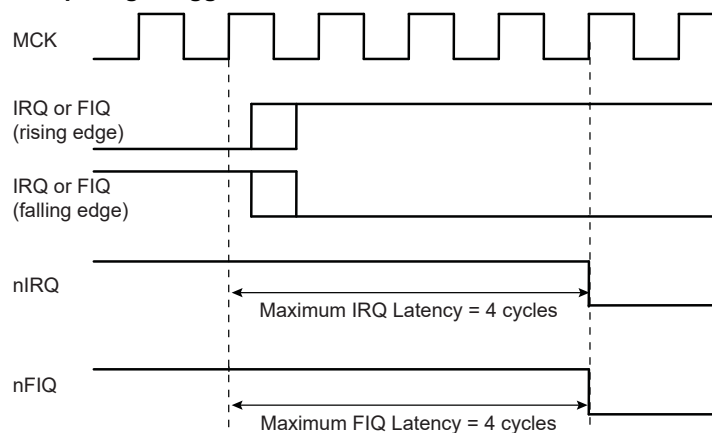 MCK
IRQ or FIQ
(rising edge)
IRQ or FIQ
(falling edge)
nIRQ
Maximum IRQ Latency = 4 cycles
nFIQ
Maximum FIQ Latency = 4 cycles